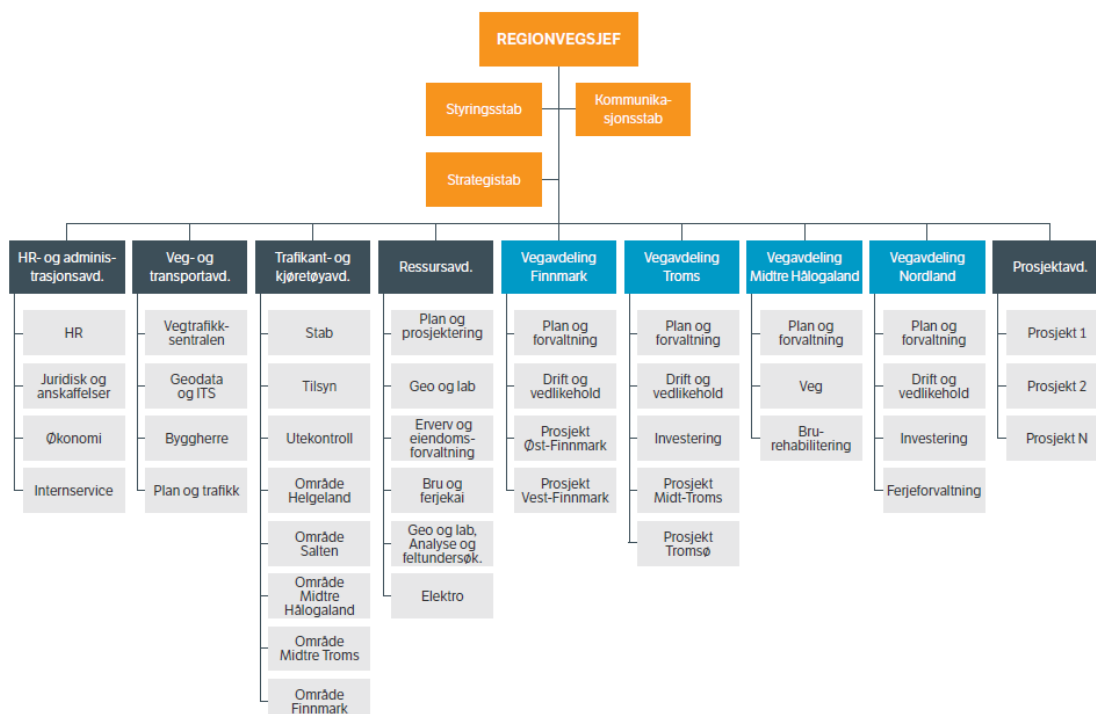 REGIONVEGSJEF
Styringsstab
Kommunika-
sjonsstab
Strategistab
HR- og adminis-
trasjonsavd.
HR
Juridisk og
anskaffelser
Økonomi
Internservice
Veg- og
transportavd.
Vegtrafikk-
sentralen
Geodata
og ITS
Byggherre
Plan og trafikk
Trafikant- og
kjøretøyavd.
Stab
Tilsyn
Utekontroll
Område
Helgeland
Område
Salten
Område
Midtre
Hålogaland
Område
Midtre Troms
Område
Finnmark
Ressursavd.
Plan og
prosjektering
Geo og lab
Erverv og
eiendoms-
forvaltning
Bru og
ferjekai
Geo og lab,
Analyse og
feltundersøk.
Elektro
Vegavdeling
Finnmark
Plan og
forvaltning
Drift og
vedlikehold
Prosjekt
Øst-Finnmark
Prosjekt
Vest-Finnmark
Vegavdeling
Troms
Plan og
forvaltning
Drift og
vedlikehold
Investering
Prosjekt
Midt-Troms
Prosjekt
Tromsø
Vegavdeling
Midtre Hålogaland
Plan og
forvaltning
Veg
Bru-
rehabilitering
Vegavdeling
Nordland
Plan og
forvaltning
Drift og
vedlikehold
Investering
Ferjeforvaltning
Prosjektavd.
Prosjekt 1
Prosjekt 2
Prosjekt N